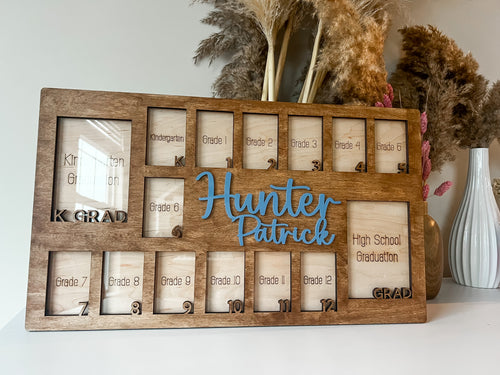 Kindergarten
Graduation
K GRAD
Kindergarten
K
Grade 1
1
Grade 2
2
Grade 3
3
Grade 4
4
Grade 5
5
Grade 6
6
Hunter
Patrick
High School
Graduation
GRAD
Grade 7
7
Grade 8
8
Grade 9
9
Grade 10
10
Grade 11
11
Grade 12
12